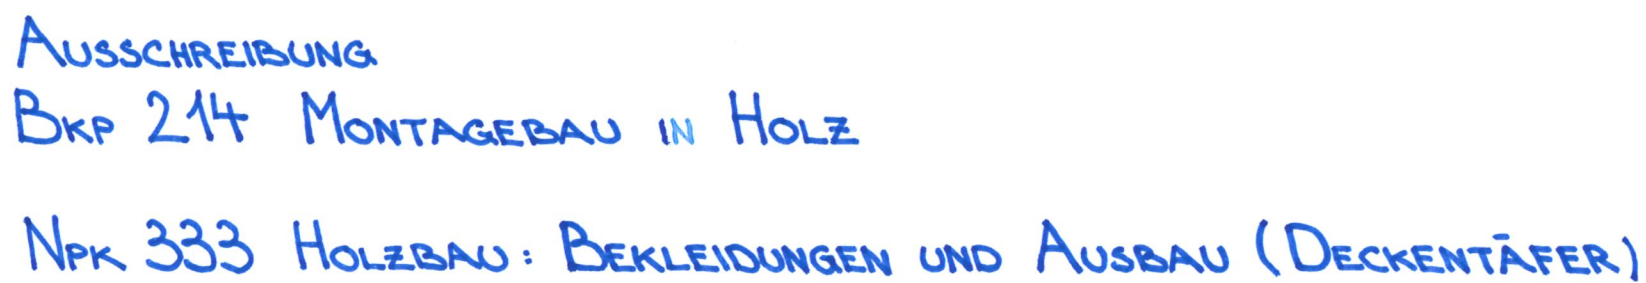 Ausschreibung
Bkp 214 Montagebau in Holz
Npk 333 Holzbau: Bekleidungen und Ausbau (Deckentäfer)